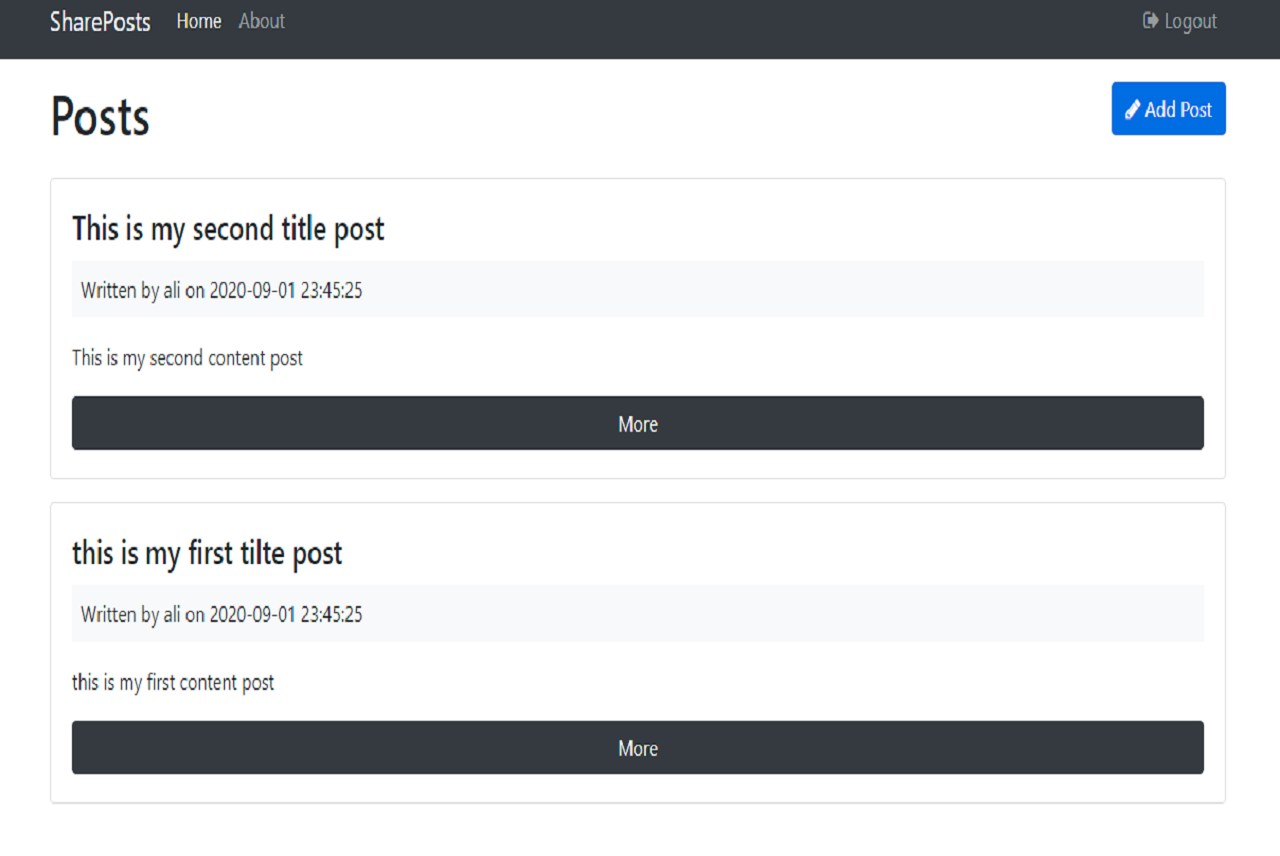 SharePosts Home About Logout
Posts
Add Post
This is my second title post
Written by ali on 2020-09-01 23:45:25
This is my second content post
More
this is my first tilte post
Written by ali on 2020-09-01 23:45:25
this is my first content post
More